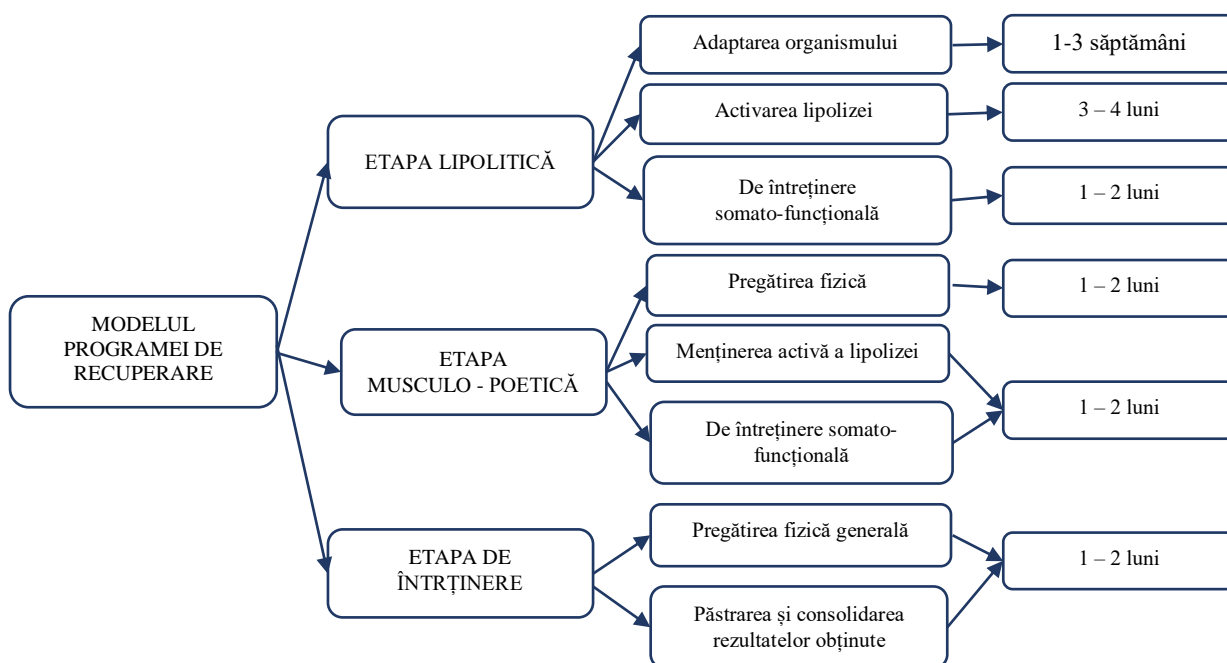 Adaptarea organismului
1-3 săptămâni
Activarea lipolizei
3 – 4 luni
ETAPA LIPOLITICĂ
De întreținere
somato-funcțională
1 – 2 luni
Pregătirea fizică
1 – 2 luni
MODELUL
PROGRAMEI DE
RECUPERARE
ETAPA
MUSCULO - POETICĂ
Menținerea activă a lipolizei
De întreținere somato-
funcțională
1 – 2 luni
ETAPA DE
ÎNTRȚINERE
Pregătirea fizică generală
Păstrarea și consolidarea
rezultatelor obținute
1 – 2 luni